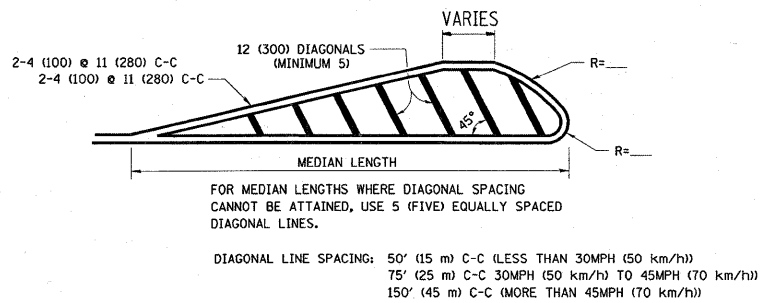 VARIES
2-4 (100) @ 11 (280) C-C
2-4 (100) @ 11 (280) C-C
12 (300) DIAGONALS
(MINIMUM 5)
R=___
45°
R=___
MEDIAN LENGTH
FOR MEDIAN LENGTHS WHERE DIAGONAL SPACING
CANNOT BE ATTAINED, USE 5 (FIVE) EQUALLY SPACED
DIAGONAL LINES.
DIAGONAL LINE SPACING: 50' (15 m) C-C (LESS THAN 30MPH (50 km/h))
75' (25 m) C-C 30MPH (50 km/h) TO 45MPH (70 km/h))
150' (45 m) C-C (MORE THAN 45MPH (70 km/h))